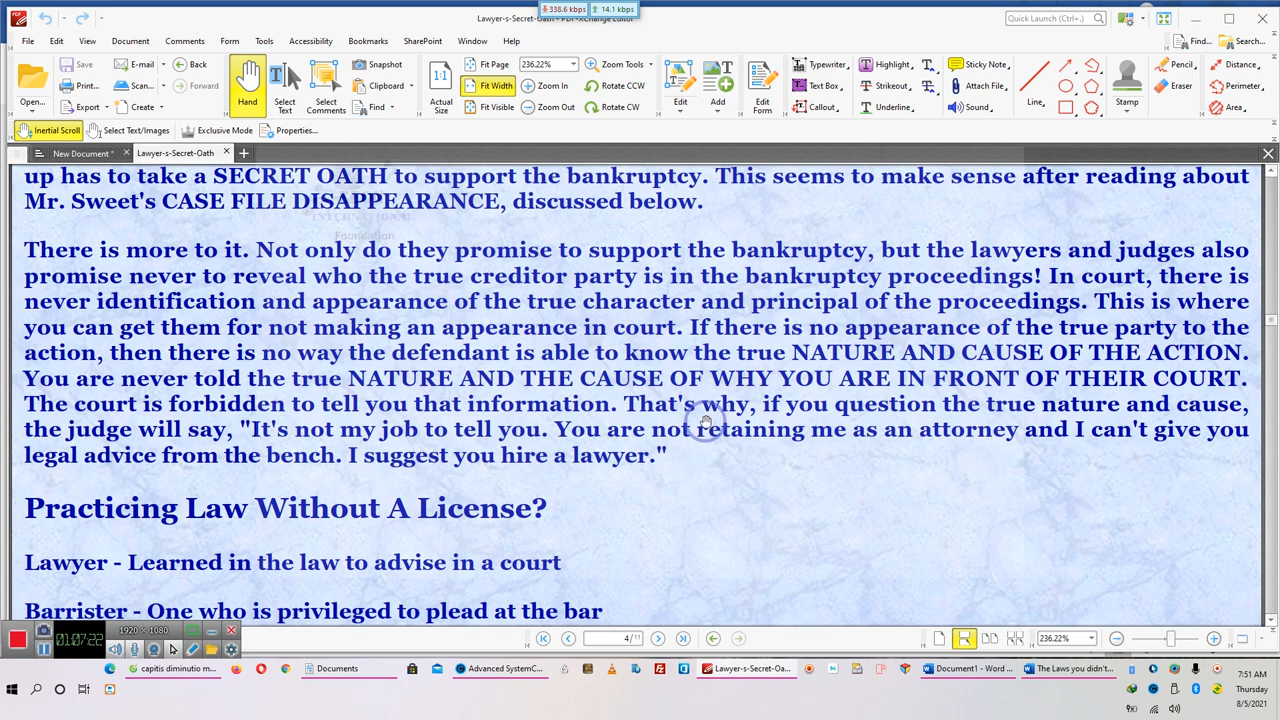 338.6 kbps 14.1 kbps
Lawyer-s-Secret-Oath - PDF-XChange Editor
Quick Launch (Ctrl+.)
File Edit View Document Comments Form Tools Accessibility Bookmarks SharePoint Window Help
Find... Search...
Open... Save Print... Export E-mail Scan... Create Back Forward
Hand Select Text Select Comments Snapshot Clipboard Find
Actual Size Fit Page Fit Width Fit Visible 236.22% Zoom In Zoom Out Zoom Tools Rotate CCW Rotate CW
Edit Add Edit Form
Typewriter Text Box Callout Highlight Strikeout Underline
Sticky Note Attach File Sound Line Stamp Pencil Eraser Distance Perimeter Area
Inertial Scroll Select Text/Images Exclusive Mode Properties...
New Document * Lawyer-s-Secret-Oath
up has to take a SECRET OATH to support the bankruptcy. This seems to make sense after reading about
Mr. Sweet's CASE FILE DISAPPEARANCE, discussed below.
INTERNATIONAL
Foundation
There is more to it. Not only do they promise to support the bankruptcy, but the lawyers and judges also
promise never to reveal who the true creditor party is in the bankruptcy proceedings! In court, there is
never identification and appearance of the true character and principal of the proceedings. This is where
you can get them for not making an appearance in court. If there is no appearance of the true party to the
action, then there is no way the defendant is able to know the true NATURE AND CAUSE OF THE ACTION.
You are never told the true NATURE AND THE CAUSE OF WHY YOU ARE IN FRONT OF THEIR COURT.
The court is forbidden to tell you that information. That's why, if you question the true nature and cause,
the judge will say, "It's not my job to tell you. You are not retaining me as an attorney and I can't give you
legal advice from the bench. I suggest you hire a lawyer."
Practicing Law Without A License?
Lawyer - Learned in the law to advise in a court
Barrister - One who is privileged to plead at the bar
1920 × 1080
01:07:22
4 / 11
236.22%
capitis diminutio m... Documents Advanced SystemC... Lawyer-s-Secret-Oa... Document1 - Word ... The Laws you didn't...
7:51 AM
Thursday
8/5/2021